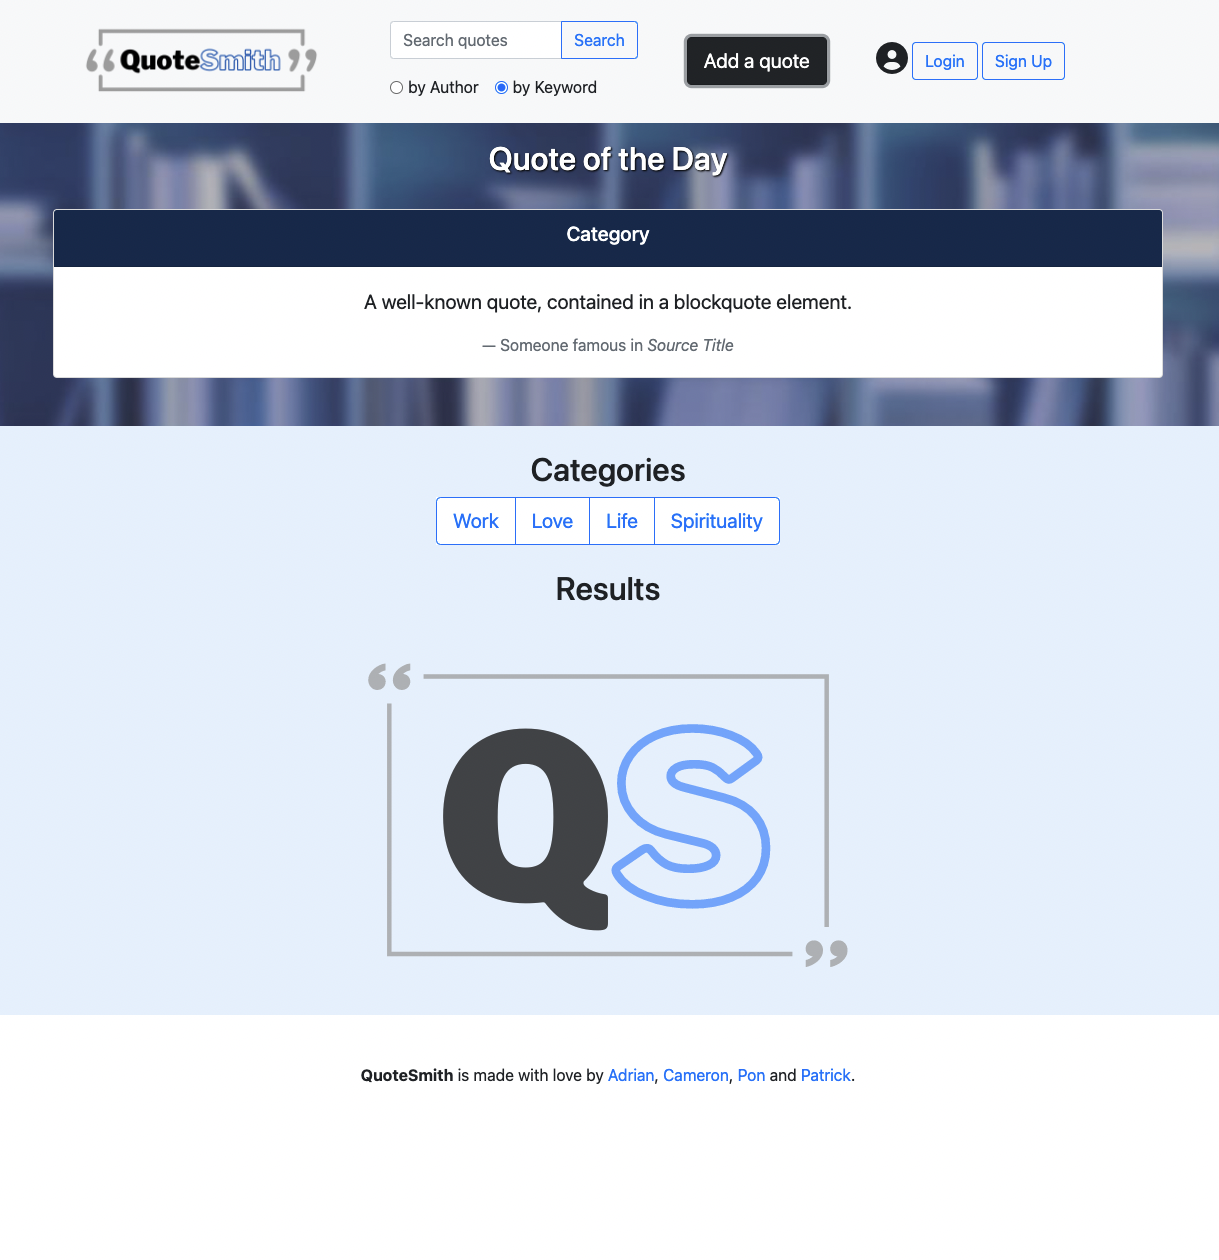 “QuoteSmith”
Search quotes
Search
by Author
by Keyword
Add a quote
Login
Sign Up
Quote of the Day
Category
A well-known quote, contained in a blockquote element.
— Someone famous in Source Title
Categories
Work
Love
Life
Spirituality
Results
“QS”
QuoteSmith is made with love by Adrian, Cameron, Pon and Patrick.